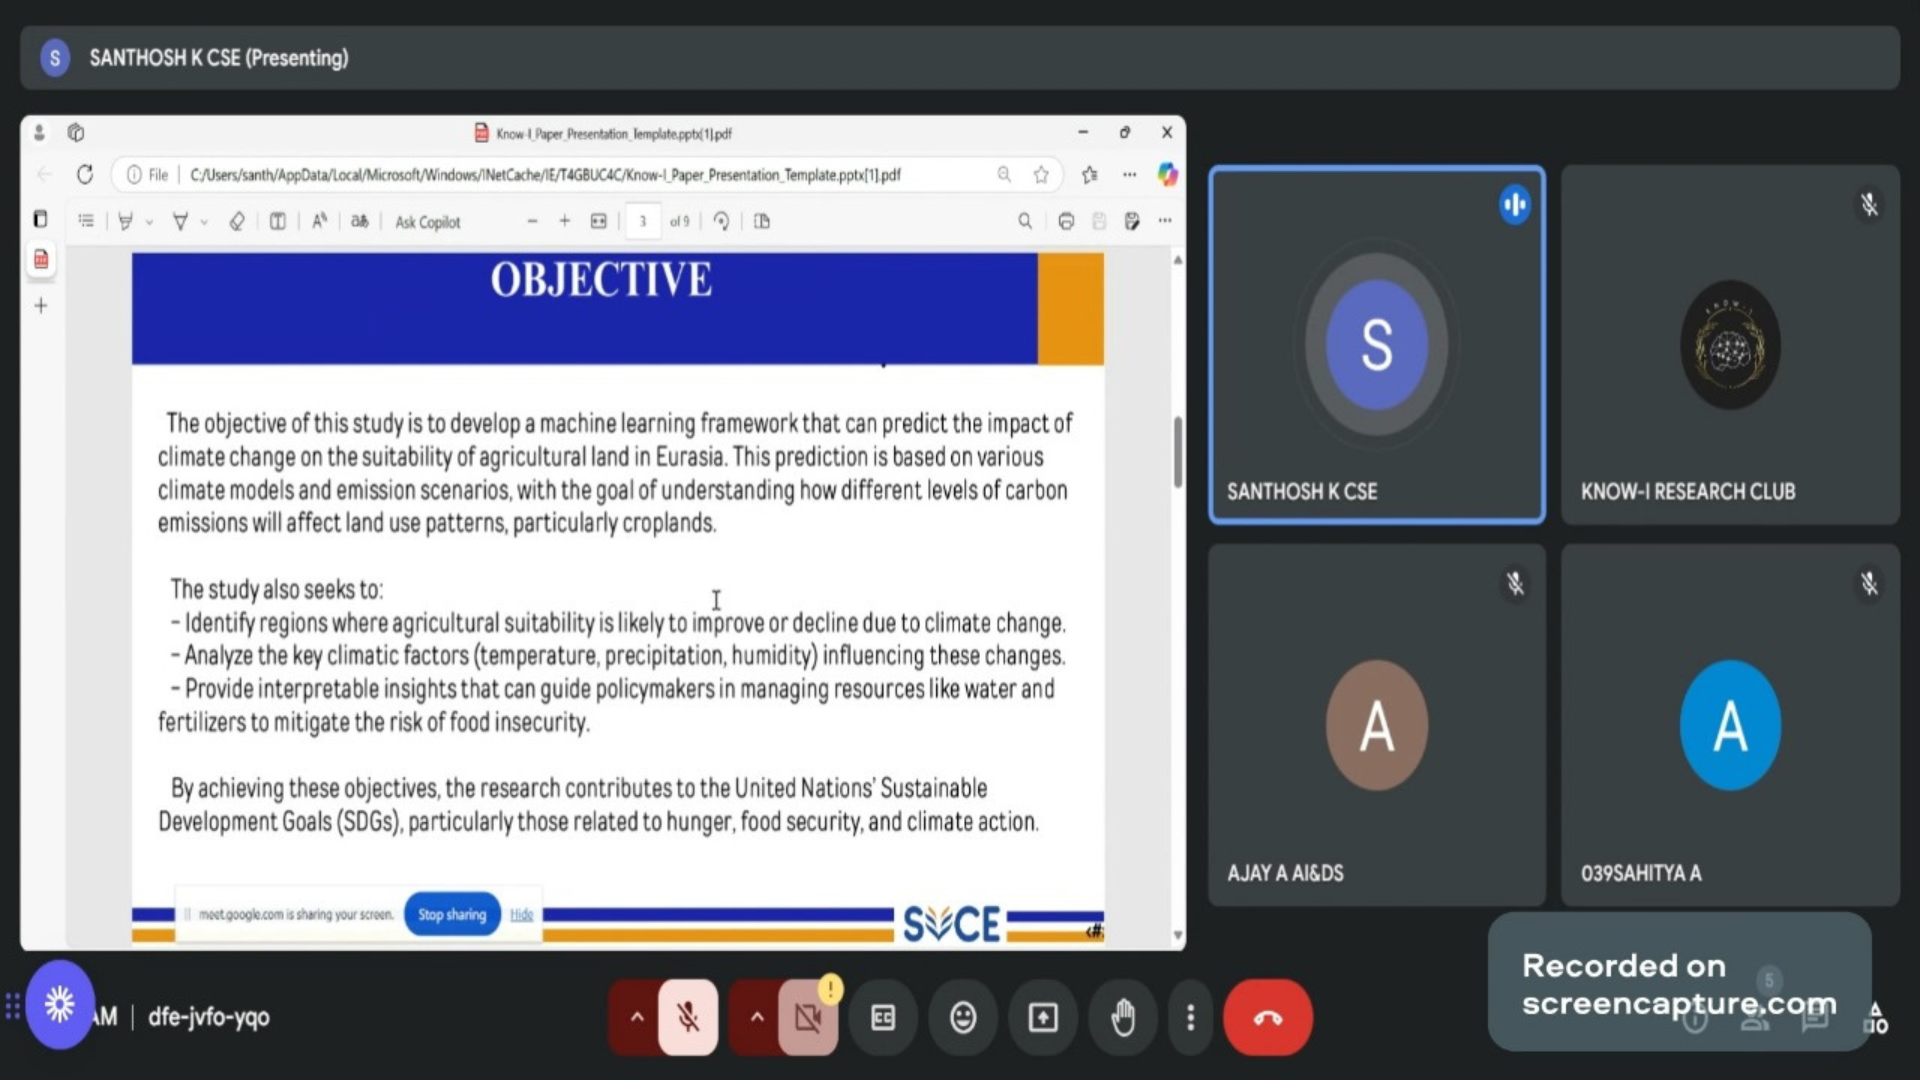 S SANTHOSH K CSE (Presenting)
Know-I_Paper_Presentation_Template.pptx[1].pdf
File C:/Users/santh/AppData/Local/Microsoft/Windows/INetCache/IE/T4GBUC4C/Know-I_Paper_Presentation_Template.pptx[1].pdf
Ask Copilot 3 of 9
OBJECTIVE
The objective of this study is to develop a machine learning framework that can predict the impact of
climate change on the suitability of agricultural land in Eurasia. This prediction is based on various
climate models and emission scenarios, with the goal of understanding how different levels of carbon
emissions will affect land use patterns, particularly croplands.
The study also seeks to:
– Identify regions where agricultural suitability is likely to improve or decline due to climate change.
– Analyze the key climatic factors (temperature, precipitation, humidity) influencing these changes.
– Provide interpretable insights that can guide policymakers in managing resources like water and
fertilizers to mitigate the risk of food insecurity.
By achieving these objectives, the research contributes to the United Nations’ Sustainable
Development Goals (SDGs), particularly those related to hunger, food security, and climate action.
meet.google.com is sharing your screen. Stop sharing Hide
SVCE
‹#
S
SANTHOSH K CSE
KNOW-I
KNOW-I RESEARCH CLUB
A
AJAY A AI&DS
A
039SAHITYA A
AM | dfe-jvfo-yqo
!
CC
5
Recorded on
screencapture.com